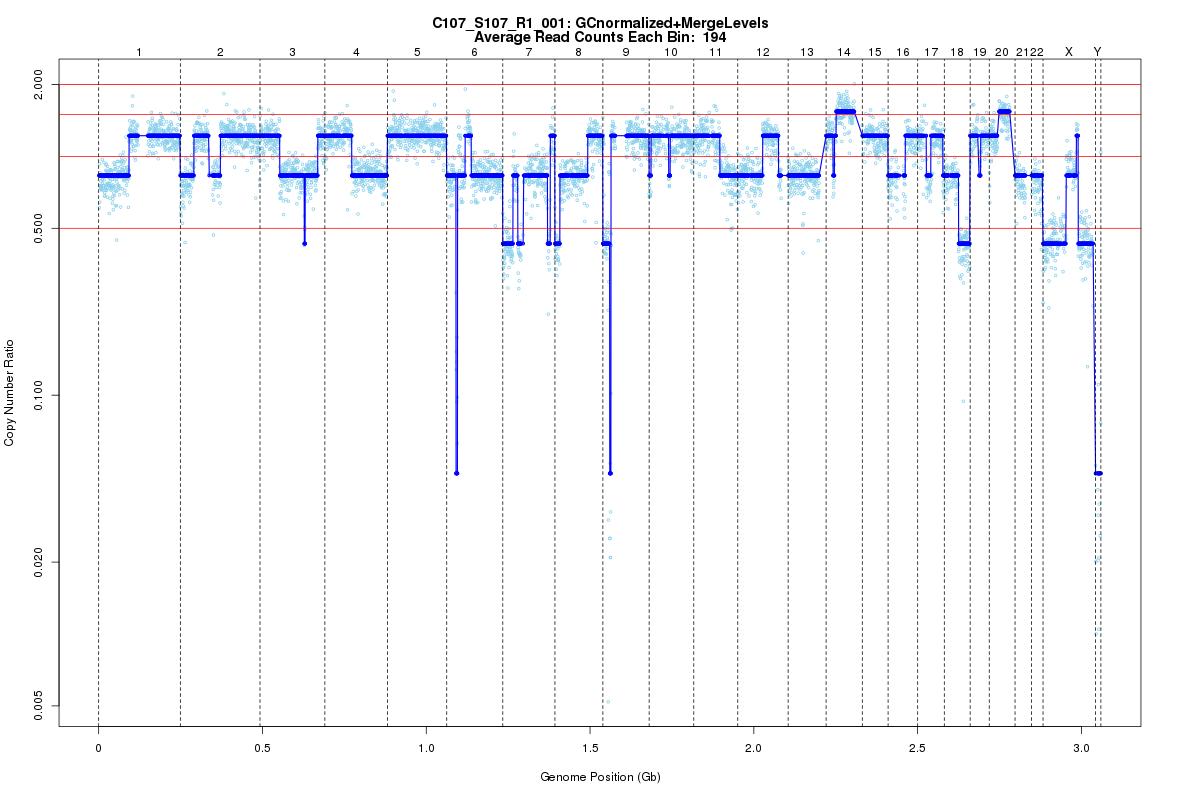 C107_S107_R1_001: GCnormalized+MergeLevels
Average Read Counts Each Bin: 194
1 2 3 4 5 6 7 8 9 10 11 12 13 14 15 16 17 18 19 20 21 22 X Y
2.000
0.500
0.100
0.020
0.005
Copy Number Ratio
0 0.5 1.0 1.5 2.0 2.5 3.0
Genome Position (Gb)